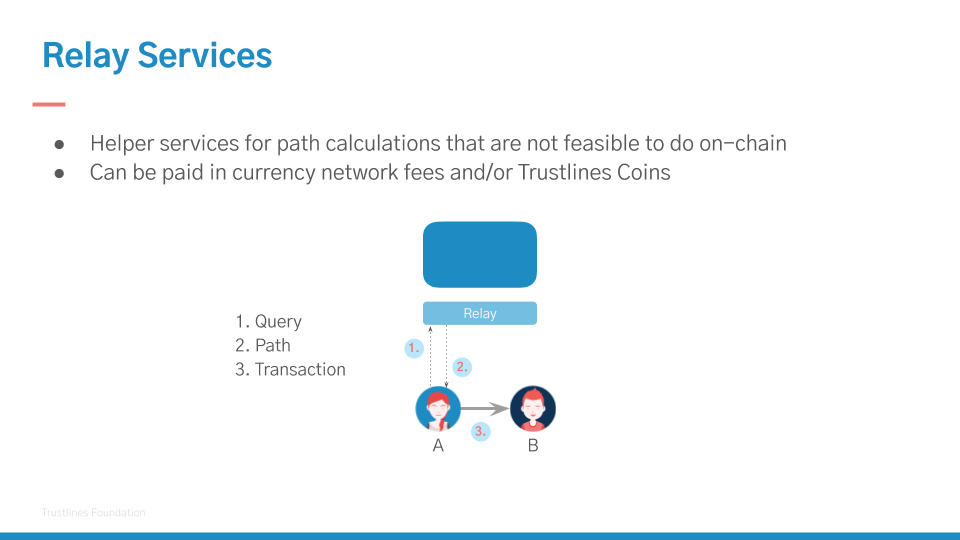 Relay Services
● Helper services for path calculations that are not feasible to do on-chain
● Can be paid in currency network fees and/or Trustlines Coins
Relay
1. Query
2. Path
3. Transaction
1.
2.
3.
A
B
Trustlines Foundation